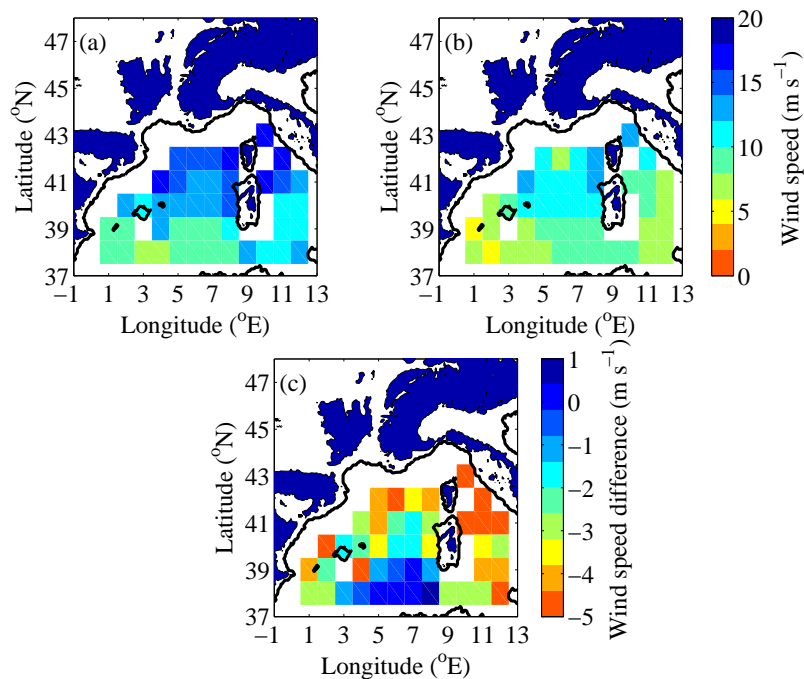 (a)
47
45
43
41
39
37
−1 1 3 5 7 9 11 13
Latitude (°N)
Longitude (°E)
(b)
47
45
43
41
39
37
−1 1 3 5 7 9 11 13
Latitude (°N)
Longitude (°E)
20
15
10
5
0
Wind speed (m s⁻¹)
(c)
47
45
43
41
39
37
−1 1 3 5 7 9 11 13
Latitude (°N)
Longitude (°E)
1
0
−1
−2
−3
−4
−5
Wind speed difference (m s⁻¹)